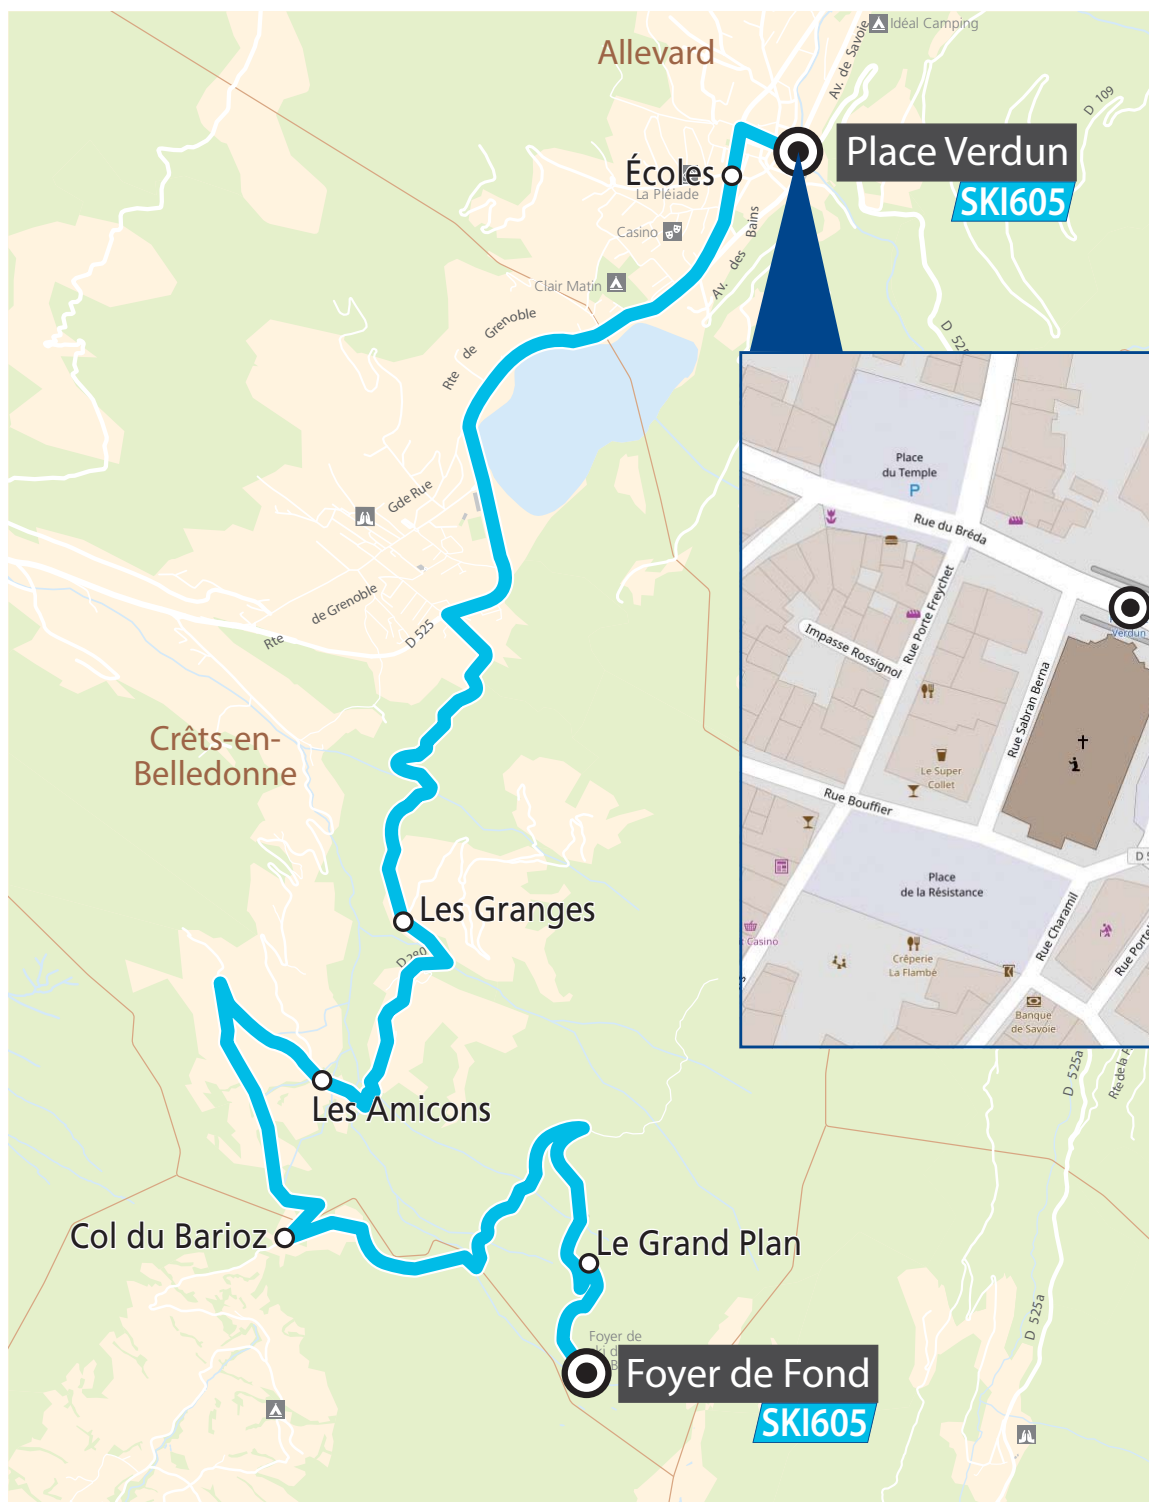 Idéal Camping
Allevard
Av. de Savoie
D 109
Place Verdun
SKI605
Écoles
La Pléiade
Casino
Av. des Bains
Clair Matin
Rte de Grenoble
D 525
Place
du Temple
P
Rue du Bréda
Gde Rue
Rue Porte Freychet
Impasse Rossignol
Verdun
Rte de Grenoble
D 525
Rue Sabran Berna
Crêts-en-
Belledonne
Le Super
Collet
Rue Bouffier
Place
de la Résistance
Les Granges
Rue Charamil
Casino
Crêperie
La Flambé
D 280
Banque
de Savoie
D 525a
Les Amicons
Col du Barioz
Le Grand Plan
D 525a
Foyer de
Foyer de Fond
SKI605